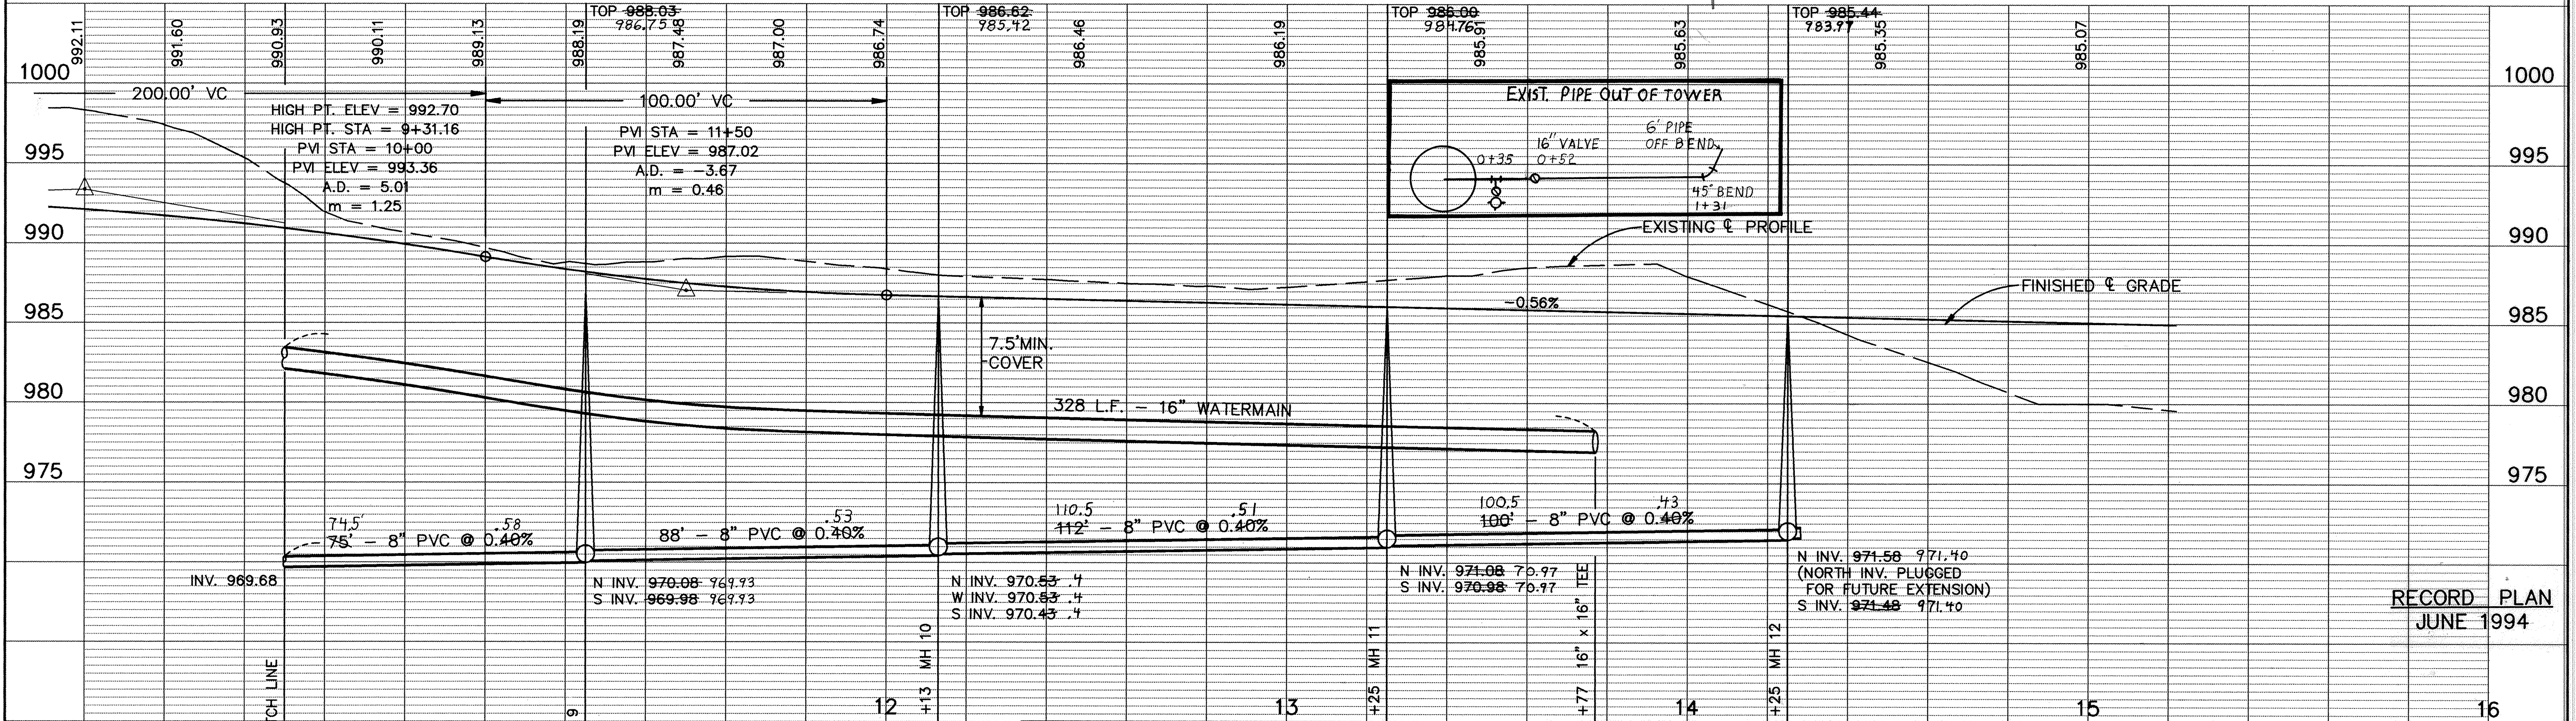 992.11
991.60
990.93
990.11
989.13
988.19
TOP 988.03
986.75
987.48
987.00
986.74
TOP 986.62
985.42
986.46
986.19
TOP 986.00
984.76
985.91
985.63
TOP 985.44
983.97
985.35
985.07
1000
1000
200.00' VC
100.00' VC
HIGH PT. ELEV = 992.70
HIGH PT. STA = 9+31.16
PVI STA = 10+00
PVI ELEV = 993.36
A.D. = 5.01
m = 1.25
PVI STA = 11+50
PVI ELEV = 987.02
A.D. = -3.67
m = 0.46
EXIST. PIPE OUT OF TOWER
0+35
16" VALVE
0+52
6' PIPE
OFF BEND
45° BEND
1+31
995
995
990
990
EXISTING ℄ PROFILE
FINISHED ℄ GRADE
-0.56%
985
985
7.5'MIN.
COVER
980
980
328 L.F. - 16" WATERMAIN
975
975
74.5'
.58
75' - 8" PVC @ 0.40%
.53
88' - 8" PVC @ 0.40%
110.5
.51
112' - 8" PVC @ 0.40%
100.5
.43
100' - 8" PVC @ 0.40%
INV. 969.68
N INV. 970.08 969.93
S INV. 969.98 969.93
N INV. 970.53 .4
W INV. 970.53 .4
S INV. 970.43 .4
N INV. 971.08 70.97
S INV. 970.98 70.97
N INV. 971.58 971.40
(NORTH INV. PLUGGED
FOR FUTURE EXTENSION)
S INV. 971.48 971.40
RECORD PLAN
JUNE 1994
TCH LINE
9
12
+13 MH 10
13
+25 MH 11
+77 16" x 16" TEE
14
+25 MH 12
15
16